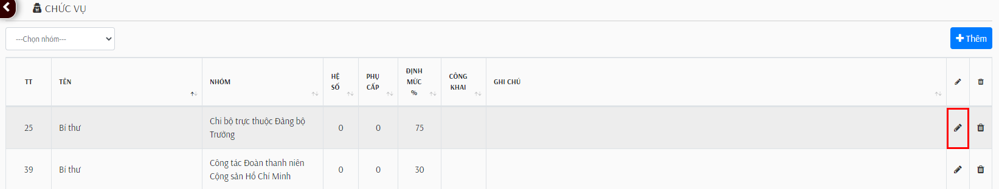 CHỨC VỤ
---Chọn nhóm---
Thêm
TT
TÊN
NHÓM
HỆ
SỐ
PHỤ
CẤP
ĐỊNH
MỨC
%
CÔNG
KHAI
GHI CHÚ
25
Bí thư
Chi bộ trực thuộc Đảng bộ
Trường
0
0
75
39
Bí thư
Công tác Đoàn thanh niên
Cộng sản Hồ Chí Minh
0
0
30